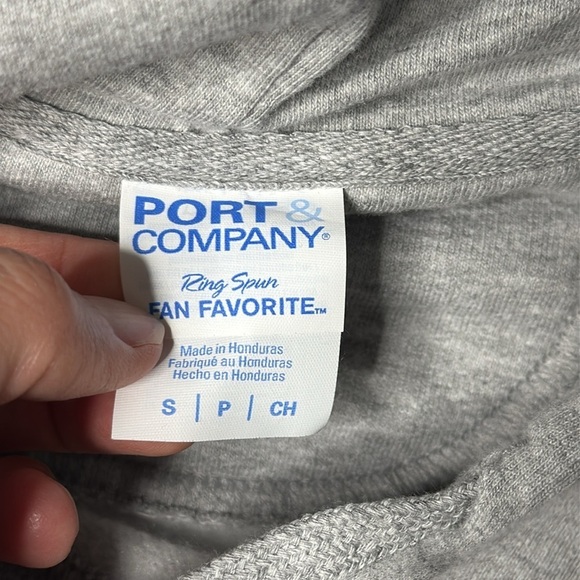 PORT &
COMPANY®
Ring Spun
FAN FAVORITE™
Made in Honduras
Fabriqué au Honduras
Hecho en Honduras
S | P | CH